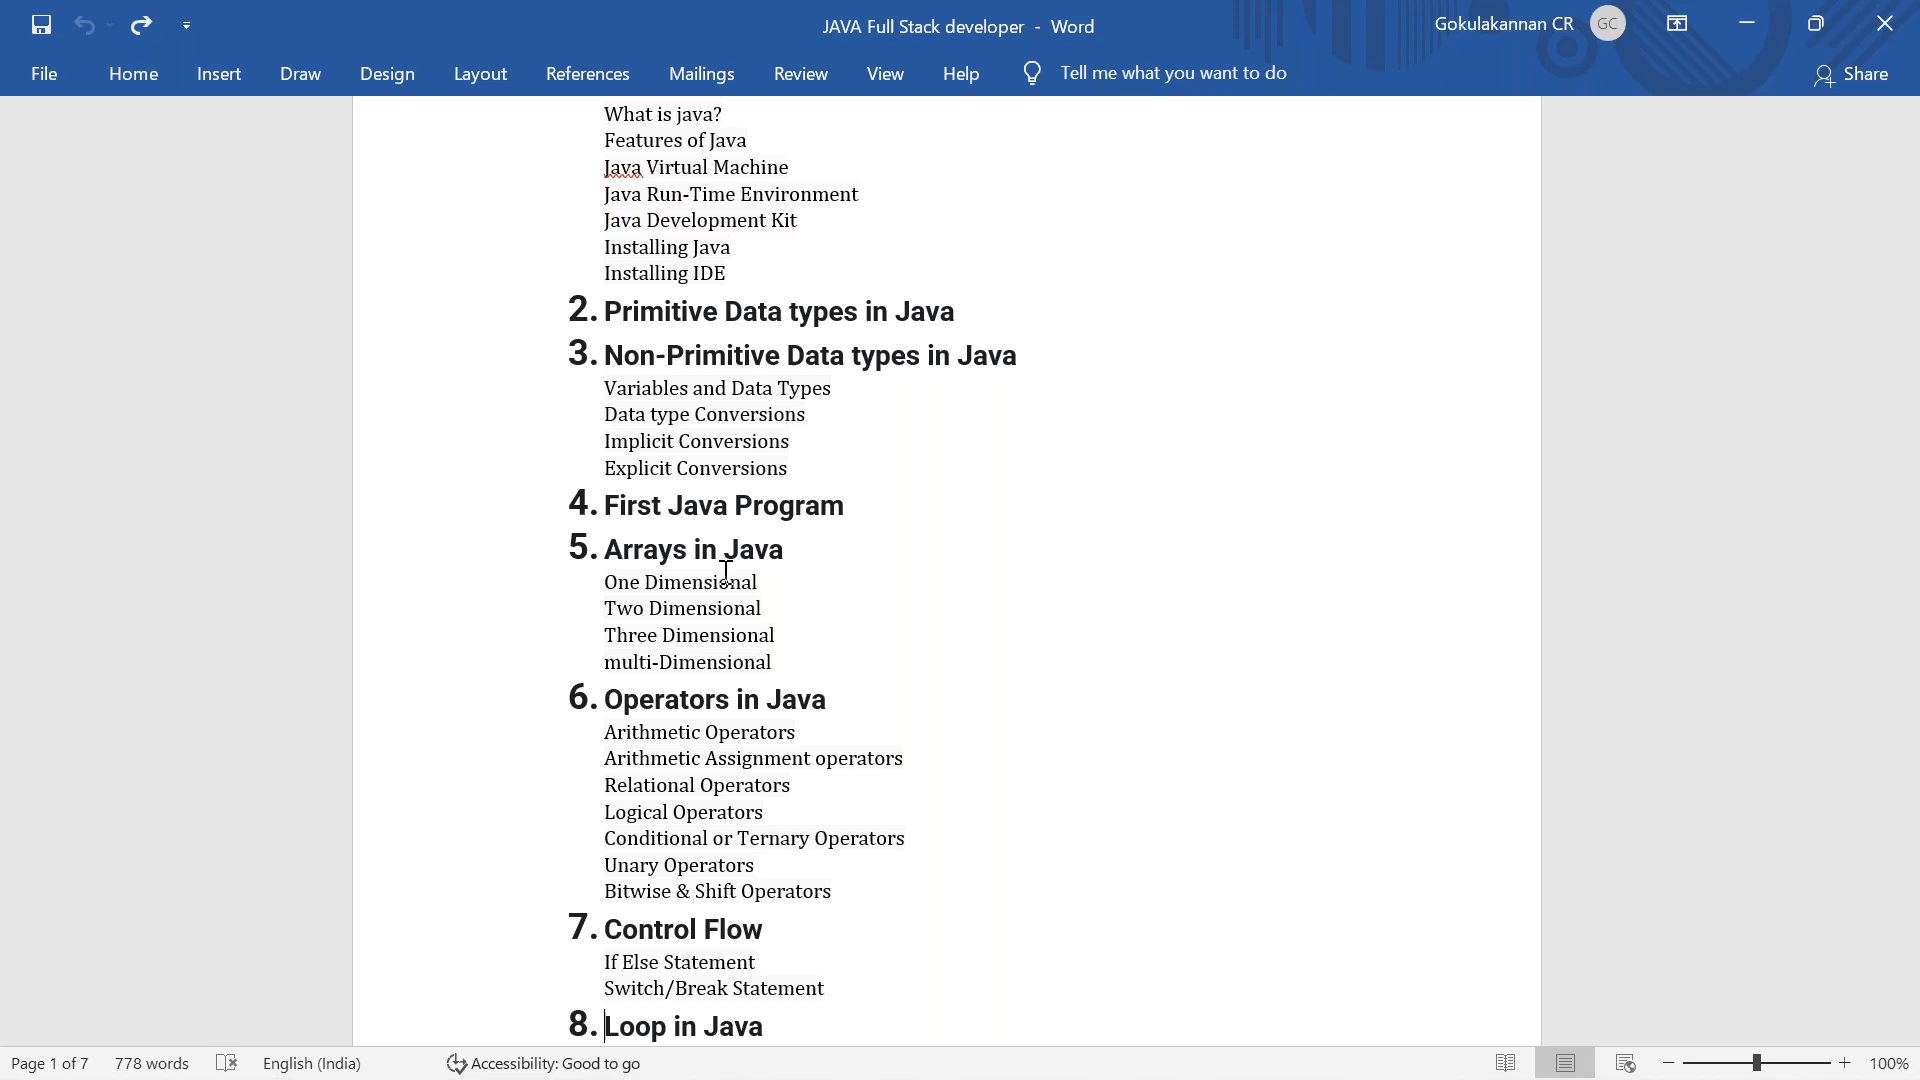 JAVA Full Stack developer - Word
Gokulakannan CR
GC
File Home Insert Draw Design Layout References Mailings Review View Help Tell me what you want to do
Share
What is java?
Features of Java
Java Virtual Machine
Java Run-Time Environment
Java Development Kit
Installing Java
Installing IDE
2. Primitive Data types in Java
3. Non-Primitive Data types in Java
Variables and Data Types
Data type Conversions
Implicit Conversions
Explicit Conversions
4. First Java Program
5. Arrays in Java
One Dimensional
Two Dimensional
Three Dimensional
multi-Dimensional
6. Operators in Java
Arithmetic Operators
Arithmetic Assignment operators
Relational Operators
Logical Operators
Conditional or Ternary Operators
Unary Operators
Bitwise & Shift Operators
7. Control Flow
If Else Statement
Switch/Break Statement
8. Loop in Java
Page 1 of 7 778 words English (India) Accessibility: Good to go 100%